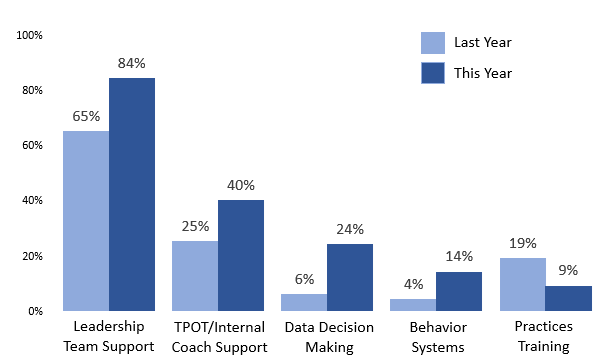 100%
80%
60%
40%
20%
0%
Last Year
This Year
65%
84%
25%
40%
6%
24%
4%
14%
19%
9%
Leadership
Team Support
TPOT/Internal
Coach Support
Data Decision
Making
Behavior
Systems
Practices
Training